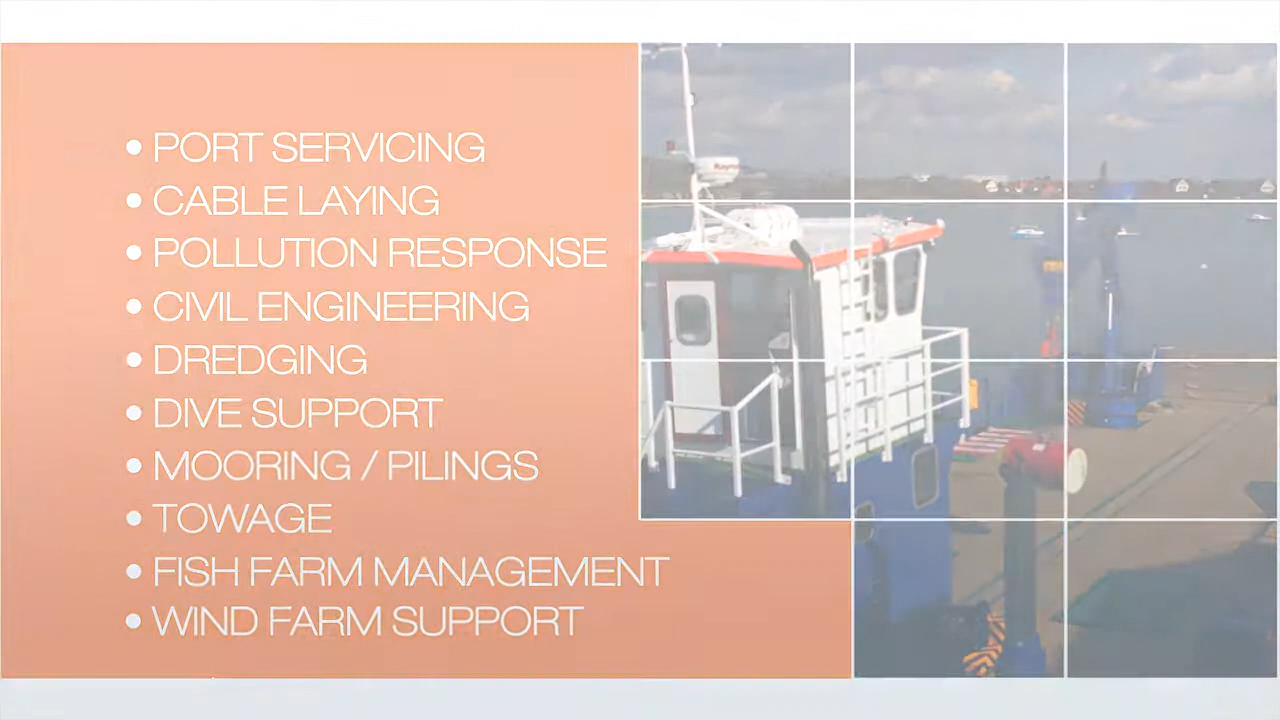 • PORT SERVICING
• CABLE LAYING
• POLLUTION RESPONSE
• CIVIL ENGINEERING
• DREDGING
• DIVE SUPPORT
• MOORING / PILINGS
• TOWAGE
• FISH FARM MANAGEMENT
• WIND FARM SUPPORT